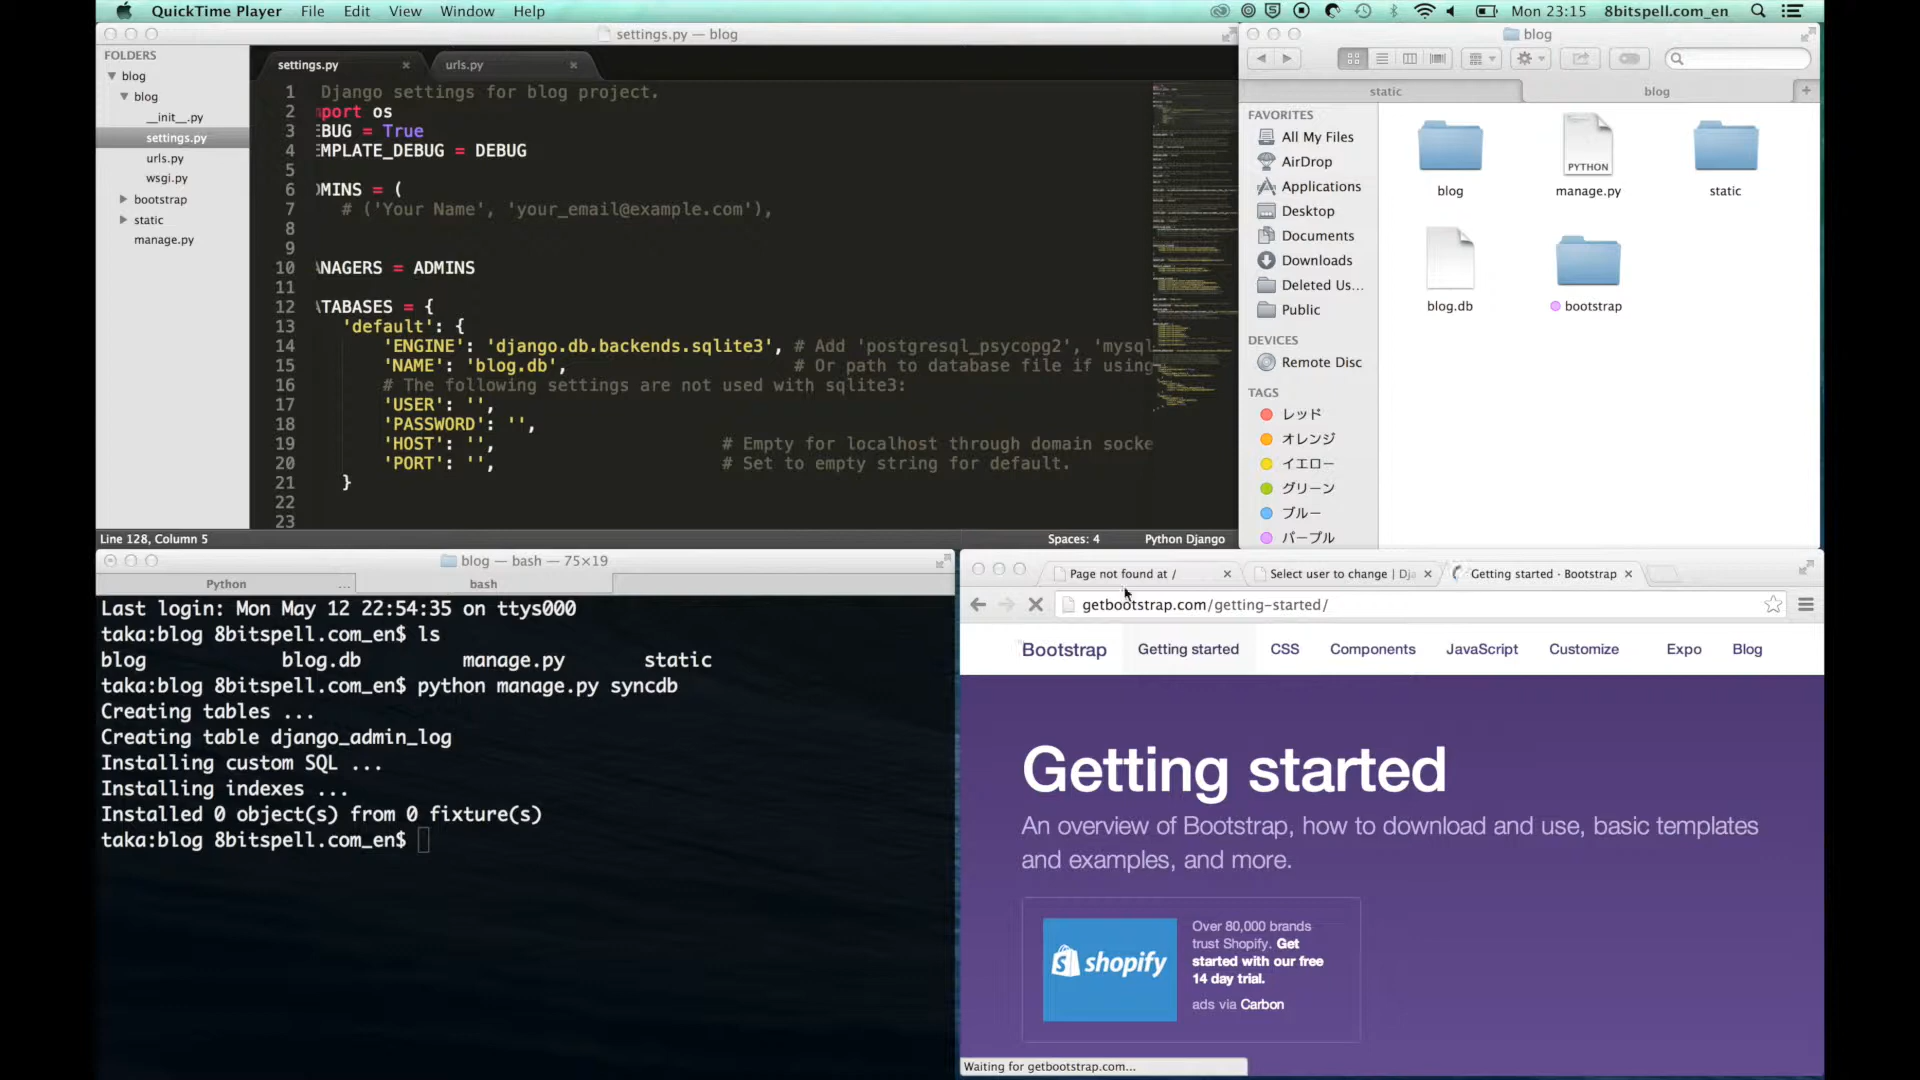 QuickTime Player File Edit View Window Help
Mon 23:15 8bitspell.com_en
settings.py — blog
FOLDERS
blog
blog
__init__.py
settings.py
urls.py
wsgi.py
bootstrap
static
manage.py
settings.py urls.py
1 Django settings for blog project.
2 port os
3 EBUG = True
4 EMPLATE_DEBUG = DEBUG
5
6 DMINS = (
7 # ('Your Name', 'your_email@example.com'),
8
9
10 ANAGERS = ADMINS
11
12 ATABASES = {
13 'default': {
14 'ENGINE': 'django.db.backends.sqlite3', # Add 'postgresql_psycopg2', 'mysql
15 'NAME': 'blog.db', # Or path to database file if using
16 # The following settings are not used with sqlite3:
17 'USER': '',
18 'PASSWORD': '',
19 'HOST': '', # Empty for localhost through domain socke
20 'PORT': '', # Set to empty string for default.
21 }
22
23
Line 128, Column 5 Spaces: 4 Python Django
blog
static blog
FAVORITES
All My Files
AirDrop
Applications
Desktop
Documents
Downloads
Deleted Us...
Public
DEVICES
Remote Disc
TAGS
レッド
オレンジ
イエロー
グリーン
ブルー
パープル
PYTHON
blog manage.py static
blog.db bootstrap
blog — bash — 75×19
Python ... bash
Last login: Mon May 12 22:54:35 on ttys000
taka:blog 8bitspell.com_en$ ls
blog blog.db manage.py static
taka:blog 8bitspell.com_en$ python manage.py syncdb
Creating tables ...
Creating table django_admin_log
Installing custom SQL ...
Installing indexes ...
Installed 0 object(s) from 0 fixture(s)
taka:blog 8bitspell.com_en$
Page not found at / Select user to change | Dja Getting started · Bootstrap
getbootstrap.com/getting-started/
Bootstrap Getting started CSS Components JavaScript Customize Expo Blog
Getting started
An overview of Bootstrap, how to download and use, basic templates
and examples, and more.
shopify
Over 80,000 brands
trust Shopify. Get
started with our free
14 day trial.
ads via Carbon
Waiting for getbootstrap.com...